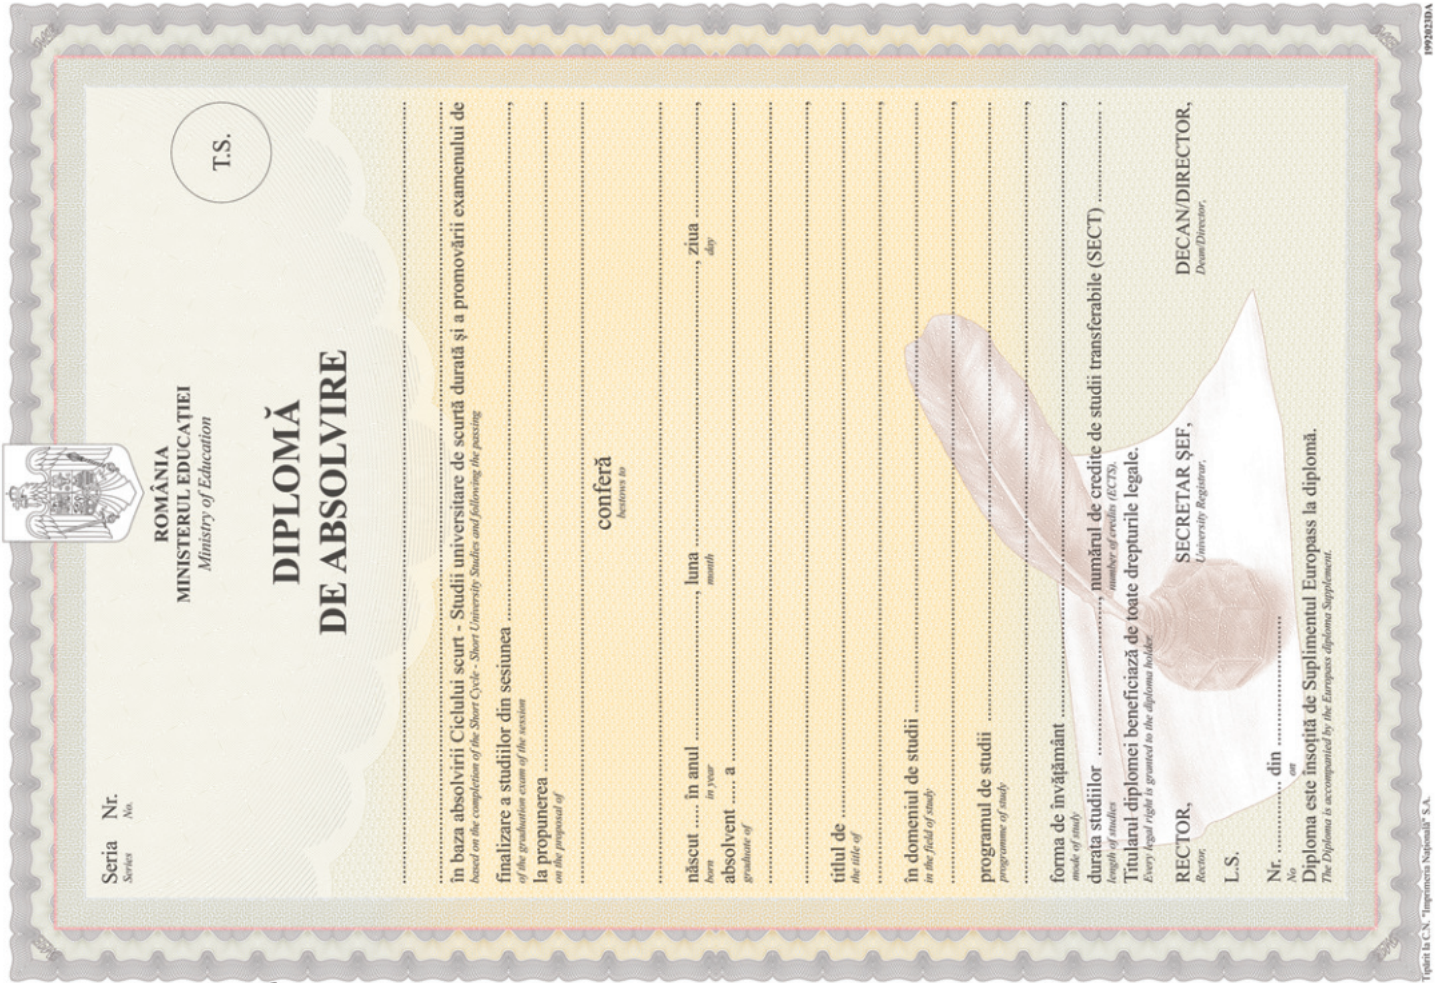 Seria Nr.
Series No.
ROMÂNIA
MINISTERUL EDUCAȚIEI
Ministry of Education
T.S.
DIPLOMĂ
DE ABSOLVIRE
în baza absolvirii Ciclului scurt - Studii universitare de scurtă durată și a promovării examenului de
based on the completion of the Short Cycle - Short University Studies and following the passing
finalizare a studiilor din sesiunea ..........,
of the graduation exam of the session
la propunerea ..........
on the proposal of
conferă
bestows to
născut ..... în anul .........., luna .........., ziua ..........,
born in year month day
absolvent ..... a ..........
graduate of
titlul de ..........
the title of
în domeniul de studii ..........
in the field of study
programul de studii ..........
programme of study
forma de învățământ ..........,
mode of study
durata studiilor .........., numărul de credite de studii transferabile (SECT) .......... .
length of studies number of credits (ECTS).
Titularul diplomei beneficiază de toate drepturile legale.
Every legal right is granted to the diploma holder.
RECTOR, SECRETAR ȘEF, DECAN/DIRECTOR,
Rector, University Registrar, Dean/Director,
L.S.
Nr. .......... din ..........
No on
Diploma este însoțită de Suplimentul Europass la diplomă.
The Diploma is accompanied by the Europass diploma Supplement.
Tipărit la C.N. "Imprimeria Națională" S.A. 1992023DA